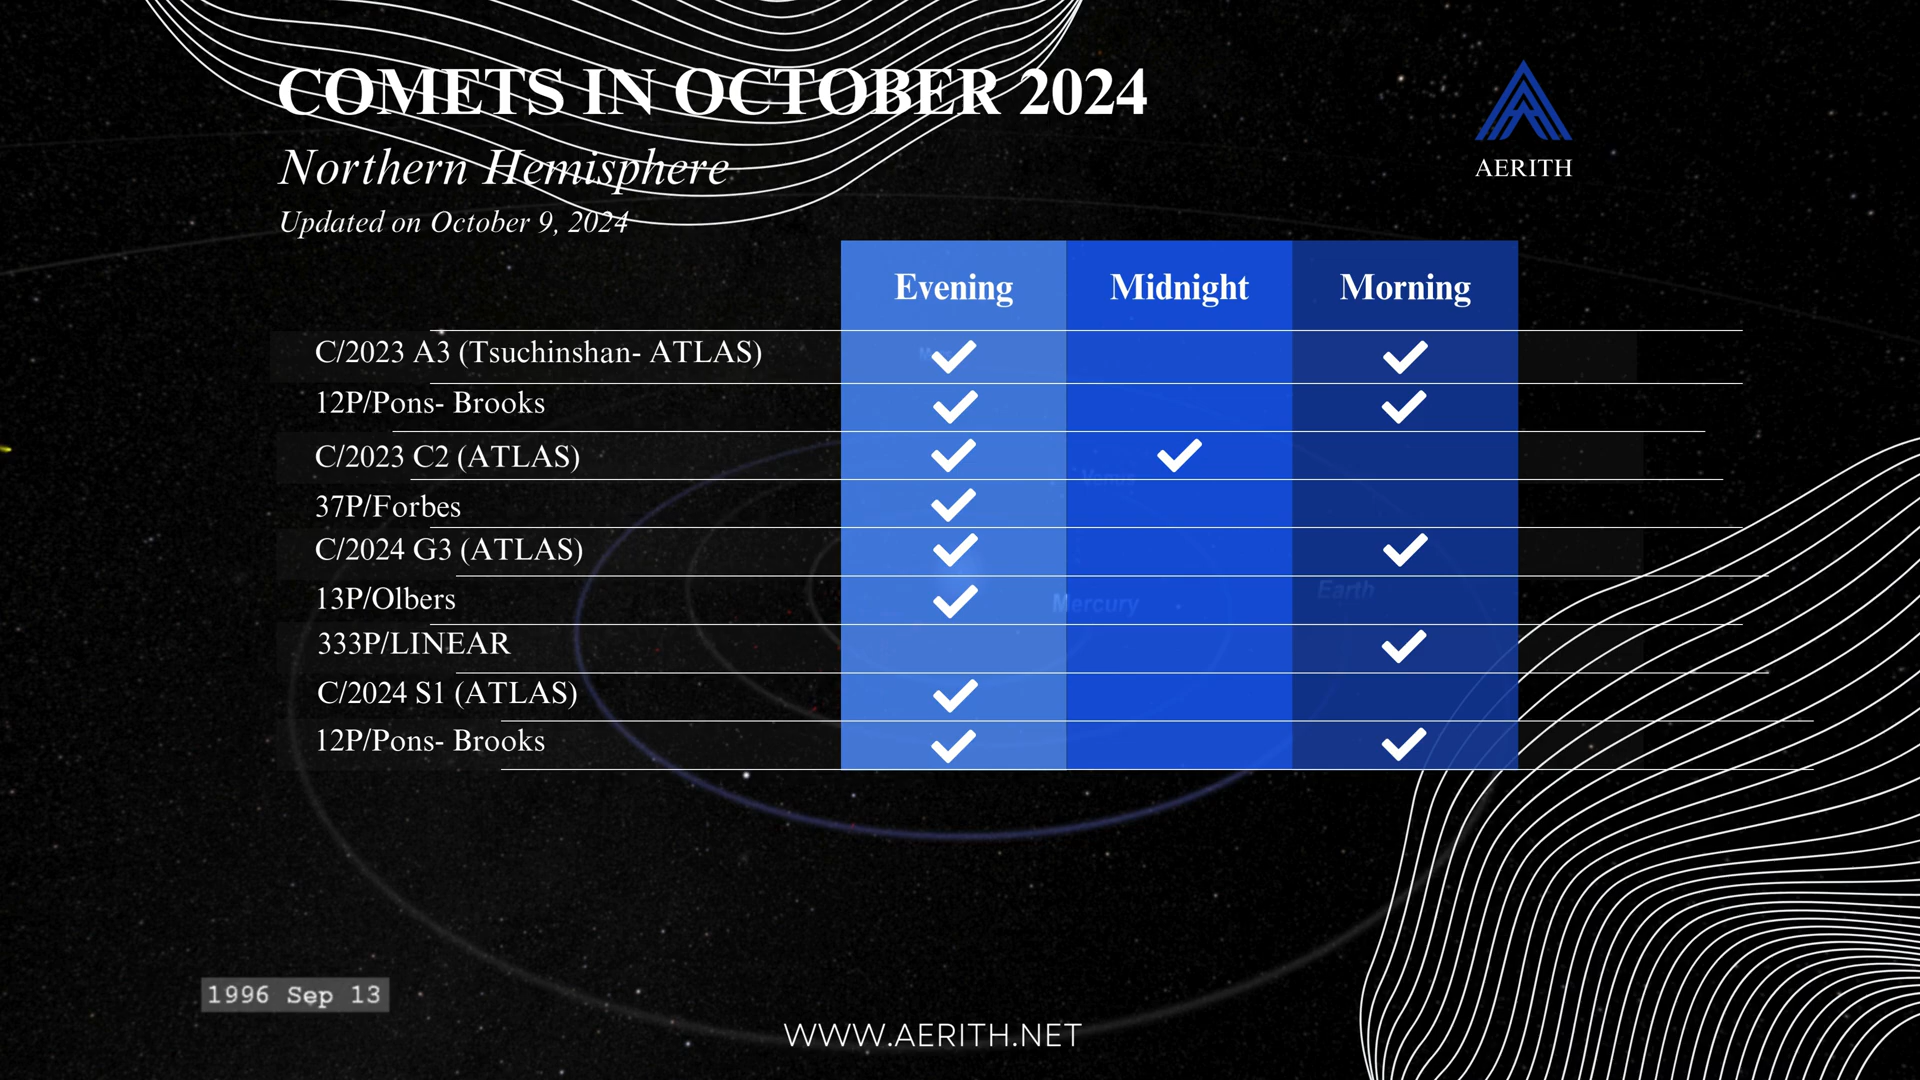 COMETS IN OCTOBER 2024
AERITH
Northern Hemisphere
Updated on October 9, 2024
Evening Midnight Morning
C/2023 A3 (Tsuchinshan- ATLAS)
12P/Pons- Brooks
C/2023 C2 (ATLAS)
Venus
37P/Forbes
C/2024 G3 (ATLAS)
Earth
13P/Olbers
Mercury
333P/LINEAR
C/2024 S1 (ATLAS)
12P/Pons- Brooks
1996 Sep 13
WWW.AERITH.NET